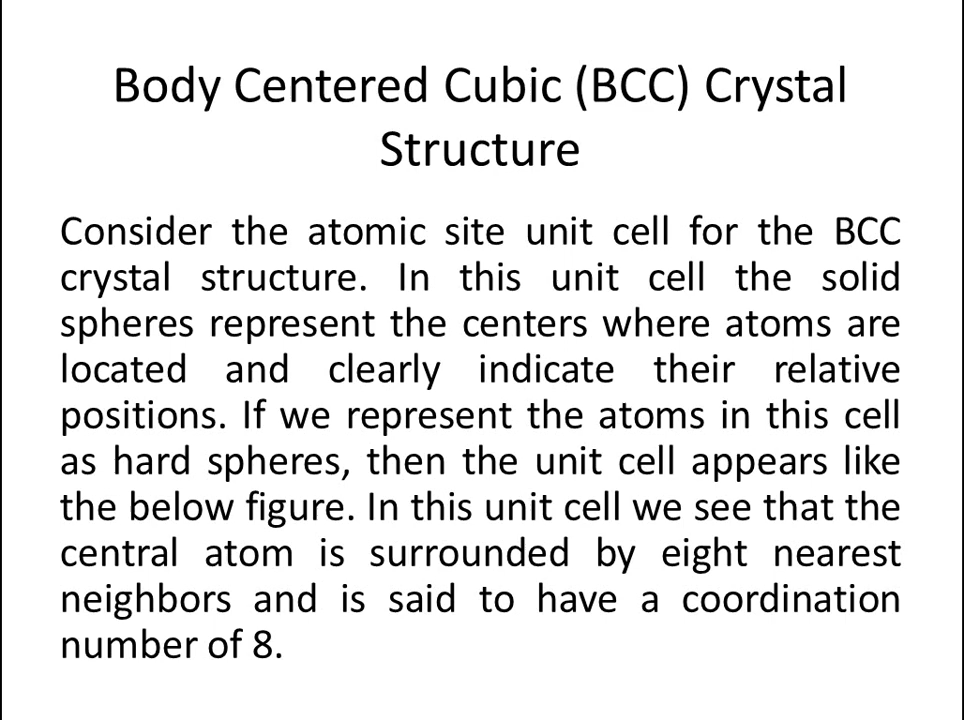 Body Centered Cubic (BCC) Crystal
Structure
Consider the atomic site unit cell for the BCC
crystal structure. In this unit cell the solid
spheres represent the centers where atoms are
located and clearly indicate their relative
positions. If we represent the atoms in this cell
as hard spheres, then the unit cell appears like
the below figure. In this unit cell we see that the
central atom is surrounded by eight nearest
neighbors and is said to have a coordination
number of 8.